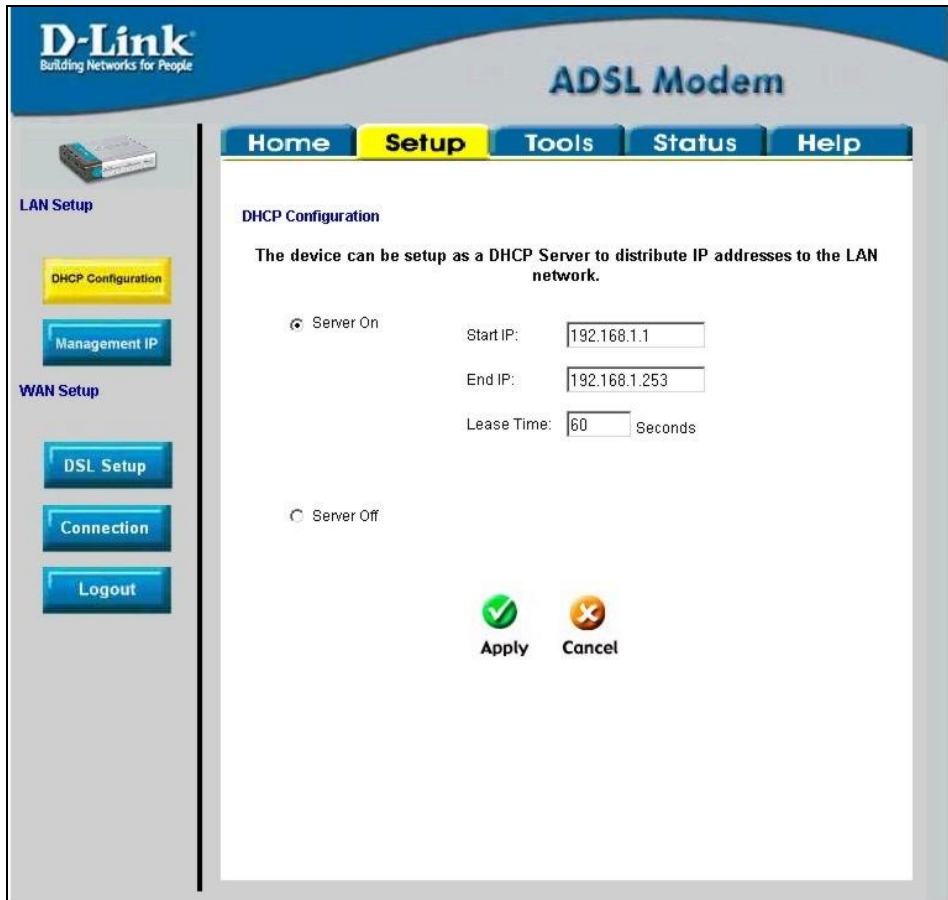 D-Link
Building Networks for People
ADSL Modem
Home
Setup
Tools
Status
Help
LAN Setup
DHCP Configuration
Management IP
WAN Setup
DSL Setup
Connection
Logout
DHCP Configuration
The device can be setup as a DHCP Server to distribute IP addresses to the LAN
network.
Server On
Start IP: 192.168.1.1
End IP: 192.168.1.253
Lease Time: 60 Seconds
Server Off
Apply
Cancel